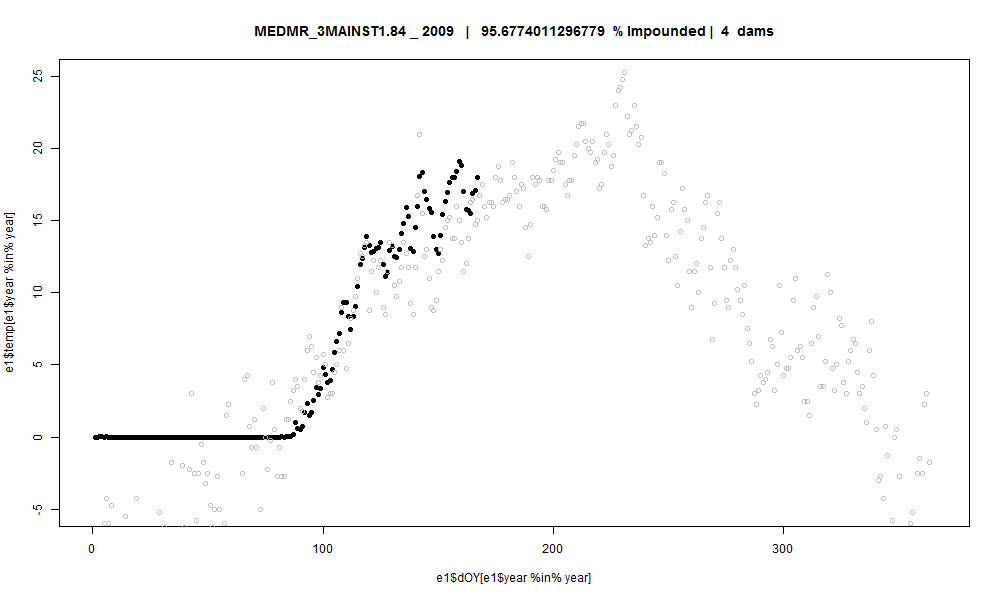 MEDMR_3MAINST1.84 _ 2009 | 95.6774011296779 % Impounded | 4 dams
25
20
15
10
5
0
-5
e1$temp[e1$year %in% year]
0 100 200 300
e1$dOY[e1$year %in% year]